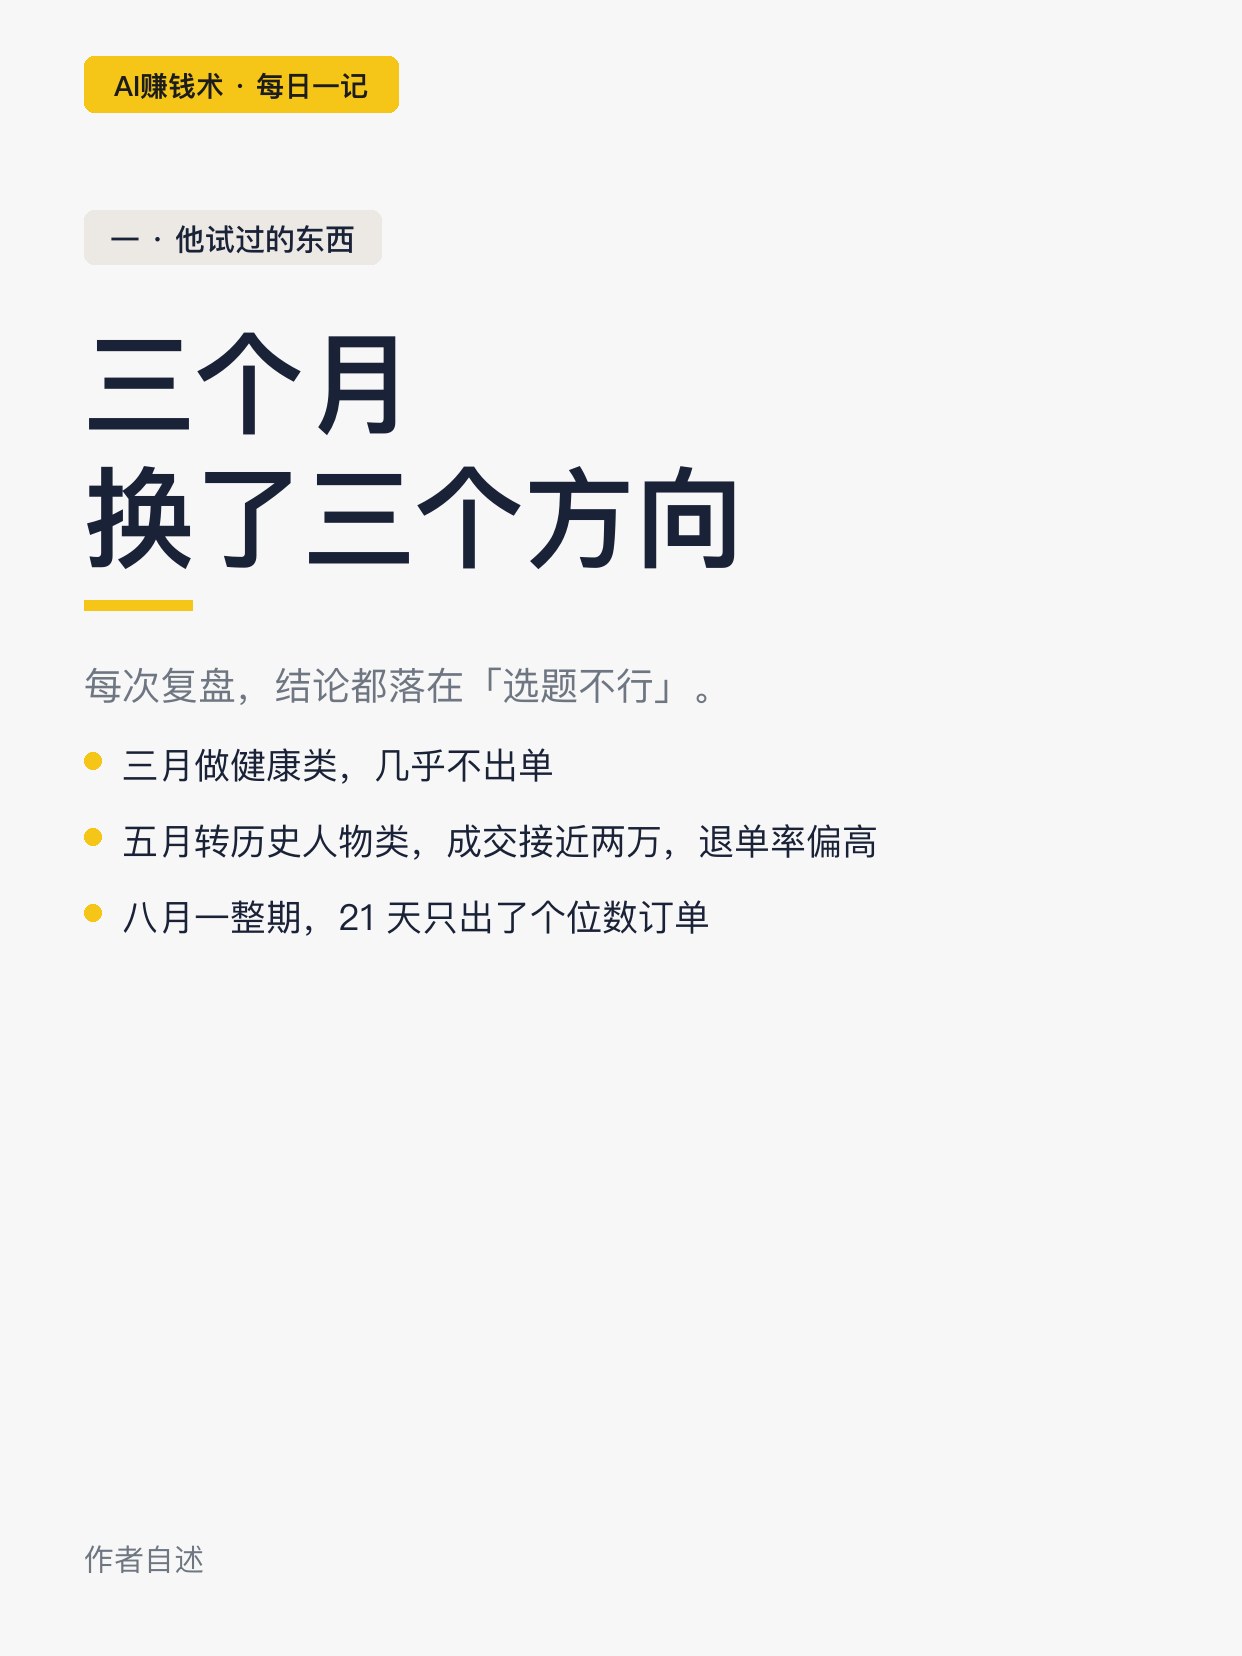 AI赚钱术 · 每日一记
一 · 他试过的东西
三个月
换了三个方向
每次复盘，结论都落在「选题不行」。
三月做健康类，几乎不出单
五月转历史人物类，成交接近两万，退单率偏高
八月一整期，21 天只出了个位数订单
作者自述